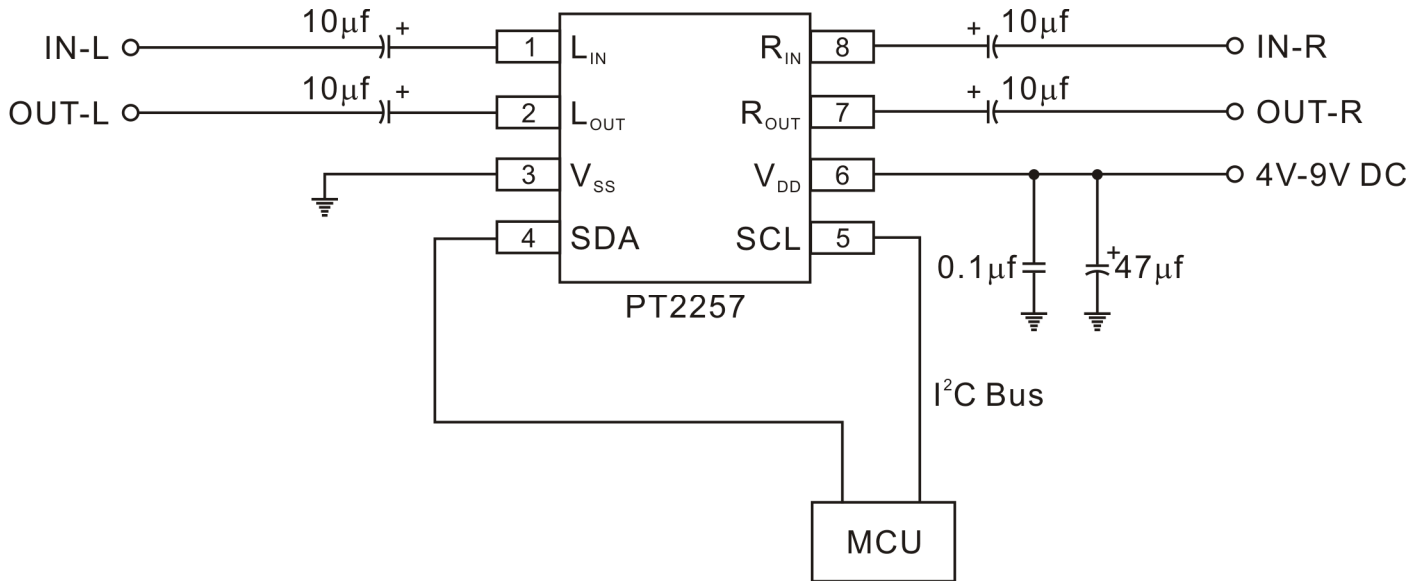 IN-L 10μf + 1 L_IN R_IN 8 + 10μf IN-R
OUT-L 10μf + 2 L_OUT R_OUT 7 + 10μf OUT-R
3 V_SS V_DD 6 4V-9V DC
4 SDA SCL 5
0.1μf + 47μf
PT2257
I²C Bus
MCU